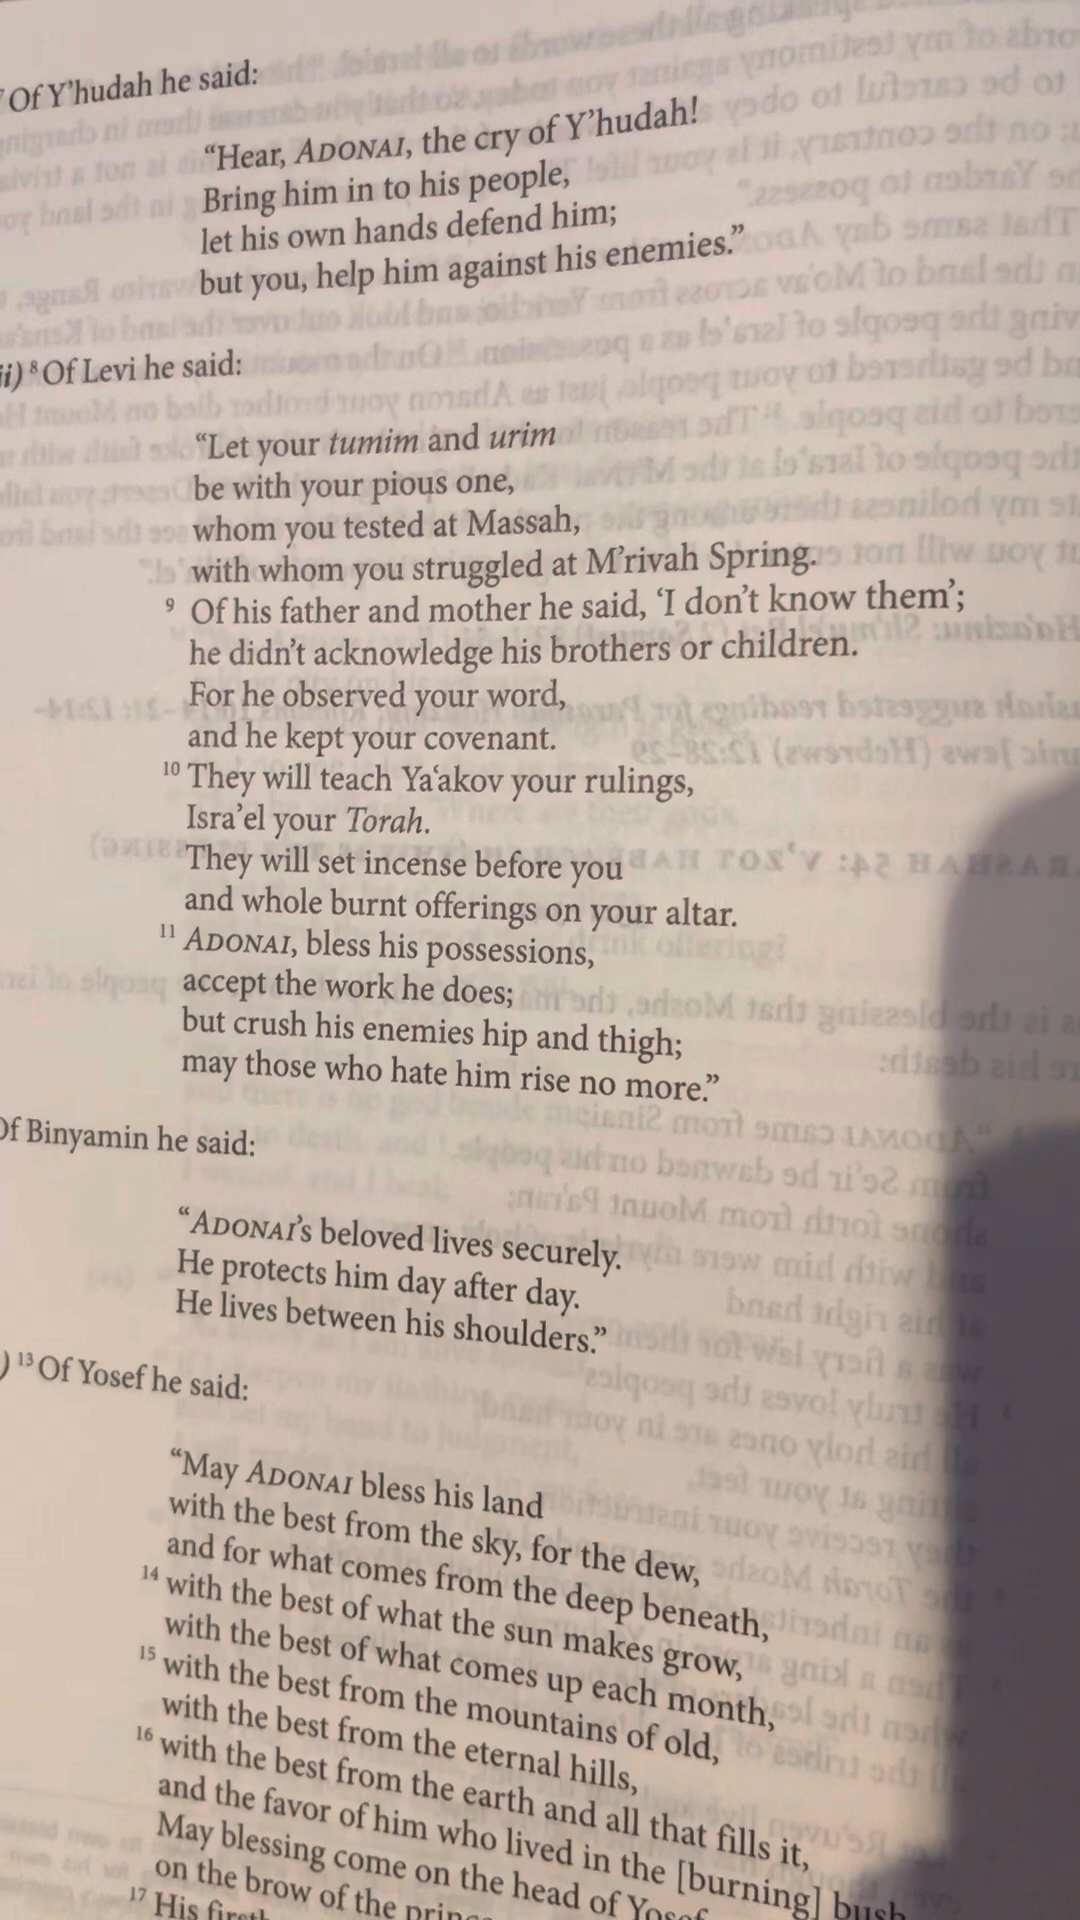 7 Of Y’hudah he said:
“Hear, ADONAI, the cry of Y’hudah!
Bring him in to his people,
let his own hands defend him;
but you, help him against his enemies.”
ii) 8 Of Levi he said:
“Let your tumim and urim
be with your pious one,
whom you tested at Massah,
with whom you struggled at M’rivah Spring.
9 Of his father and mother he said, ‘I don’t know them’;
he didn’t acknowledge his brothers or children.
For he observed your word,
and he kept your covenant.
10 They will teach Ya‘akov your rulings,
Isra’el your Torah.
They will set incense before you
and whole burnt offerings on your altar.
11 ADONAI, bless his possessions,
accept the work he does;
but crush his enemies hip and thigh;
may those who hate him rise no more.”
Of Binyamin he said:
“ADONAI’s beloved lives securely.
He protects him day after day.
He lives between his shoulders.”
) 13 Of Yosef he said:
“May ADONAI bless his land
with the best from the sky, for the dew,
and for what comes from the deep beneath,
14 with the best of what the sun makes grow,
with the best of what comes up each month,
15 with the best from the mountains of old,
with the best from the eternal hills,
16 with the best from the earth and all that fills it,
and the favor of him who lived in the [burning] bush
May blessing come on the head of Yosef
on the brow of the princ
17 His first